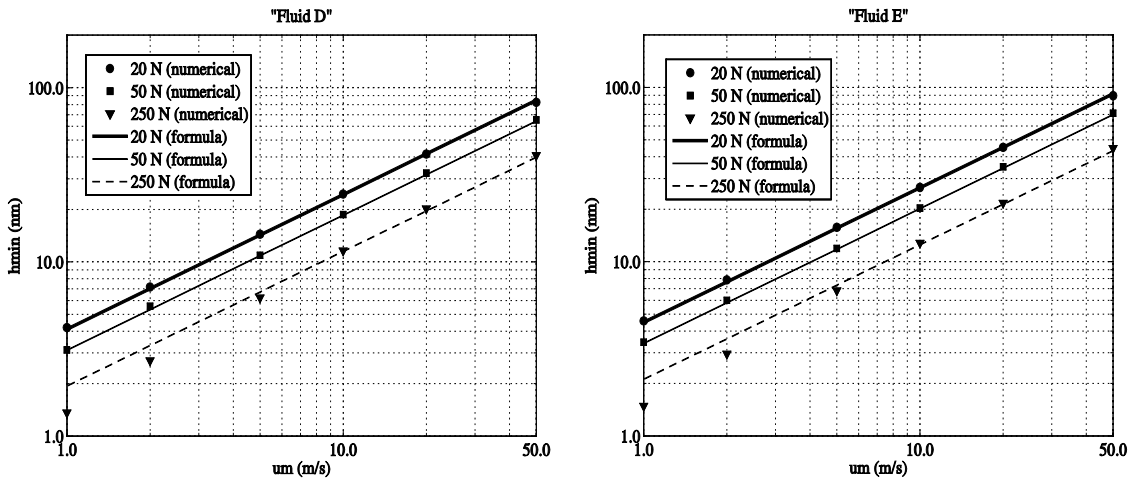 "Fluid D"
20 N (numerical)
50 N (numerical)
250 N (numerical)
20 N (formula)
50 N (formula)
250 N (formula)
100.0
10.0
1.0
hmin (nm)
1.0
10.0
50.0
um (m/s)
"Fluid E"
20 N (numerical)
50 N (numerical)
250 N (numerical)
20 N (formula)
50 N (formula)
250 N (formula)
100.0
10.0
1.0
hmin (nm)
1.0
10.0
50.0
um (m/s)